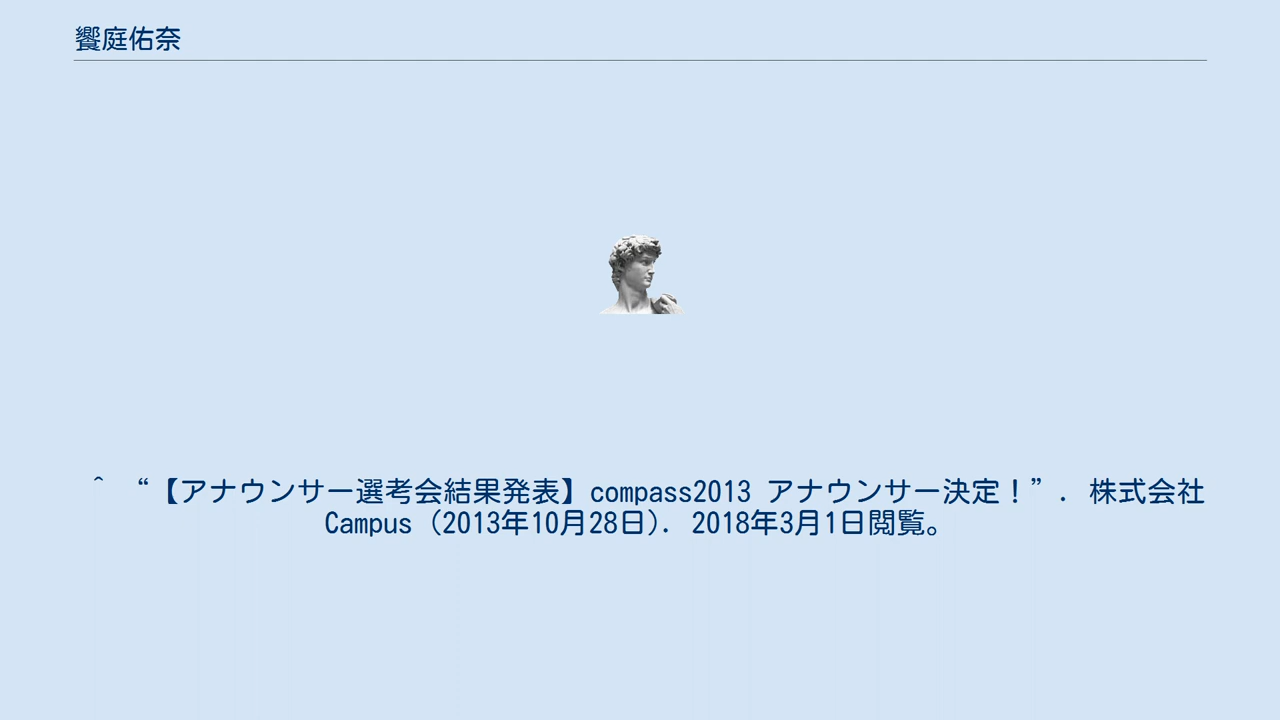 饗庭佑奈
^ “【アナウンサー選考会結果発表】compass2013 アナウンサー決定！”. 株式会社
Campus (2013年10月28日). 2018年3月1日閲覧。